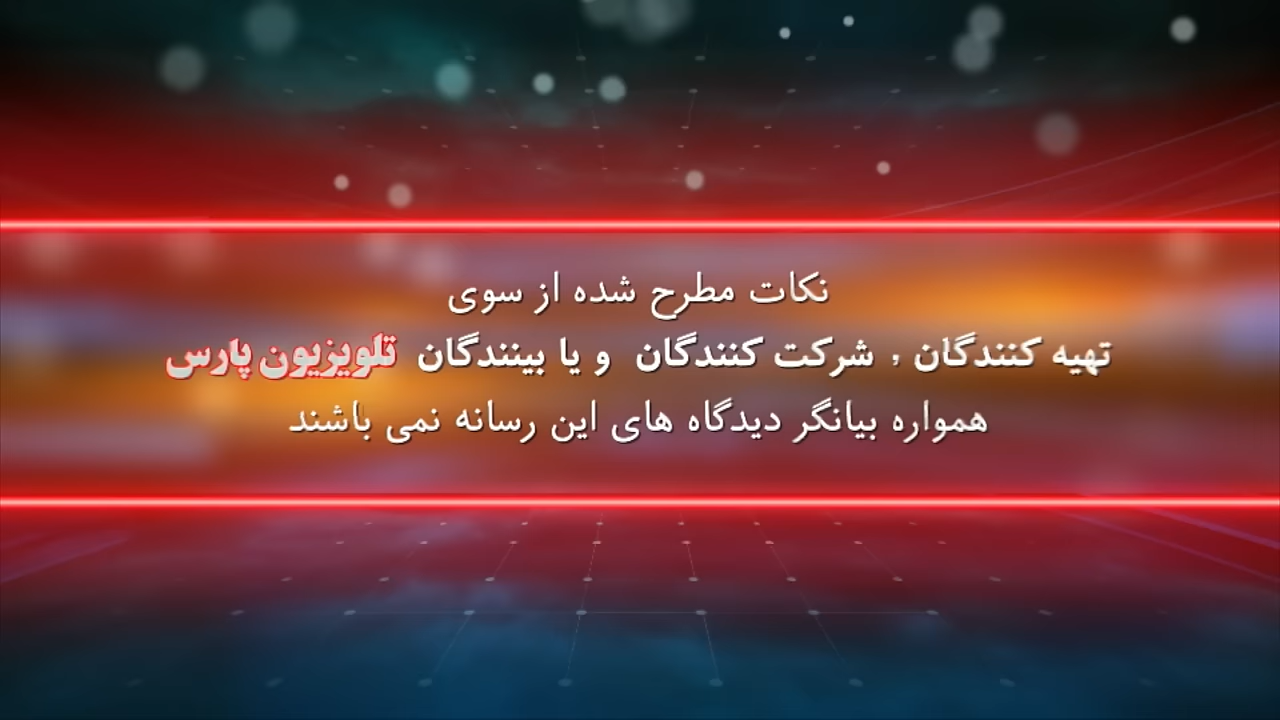 نکات مطرح شده از سوی
تهیه کنندگان , شرکت کنندگان و یا بینندگان تلویزیون پارس
همواره بیانگر دیدگاه های این رسانه نمی باشند